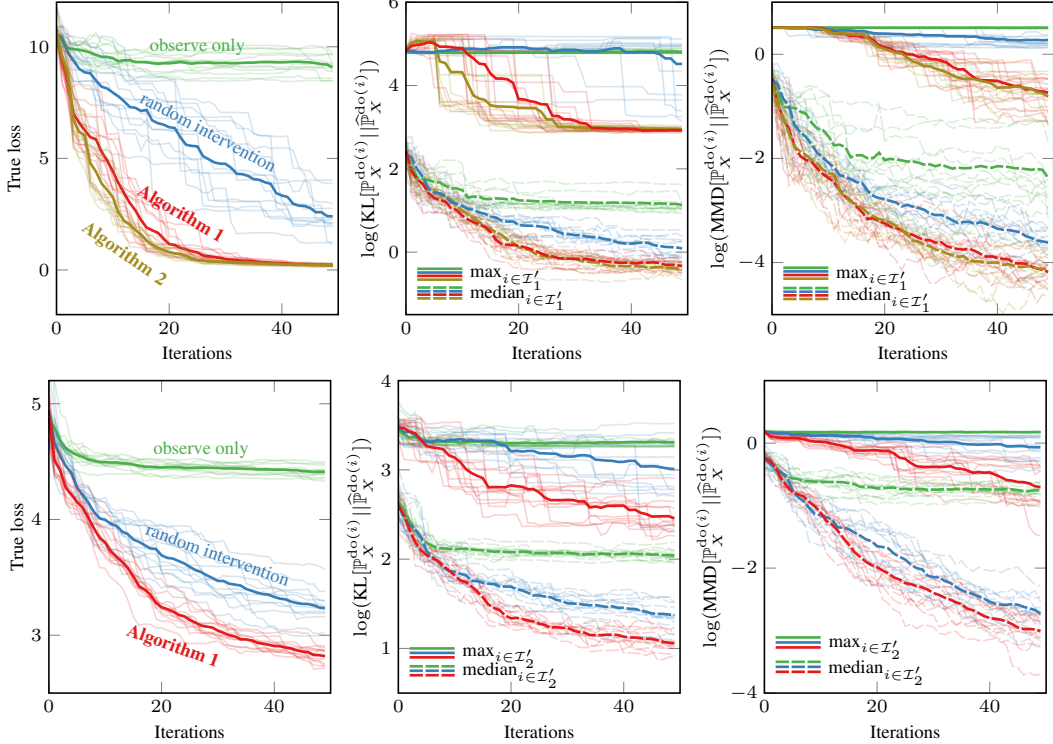 10
5
0
0
20
40
True loss
Iterations
observe only
random intervention
Algorithm 1
Algorithm 2
6
4
2
0
0
20
40
log(KL[ℙ_X^do(i) || ℙ̂_X^do(i)])
Iterations
max_{i∈𝓘′_1}
median_{i∈𝓘′_1}
0
−2
−4
0
20
40
log(MMD[ℙ_X^do(i) || ℙ̂_X^do(i)])
Iterations
max_{i∈𝓘′_1}
median_{i∈𝓘′_1}
5
4
3
0
20
40
True loss
Iterations
observe only
random intervention
Algorithm 1
4
3
2
1
0
20
40
log(KL[ℙ_X^do(i) || ℙ̂_X^do(i)])
Iterations
max_{i∈𝓘′_2}
median_{i∈𝓘′_2}
0
−2
−4
0
20
40
log(MMD[ℙ_X^do(i) || ℙ̂_X^do(i)])
Iterations
max_{i∈𝓘′_2}
median_{i∈𝓘′_2}